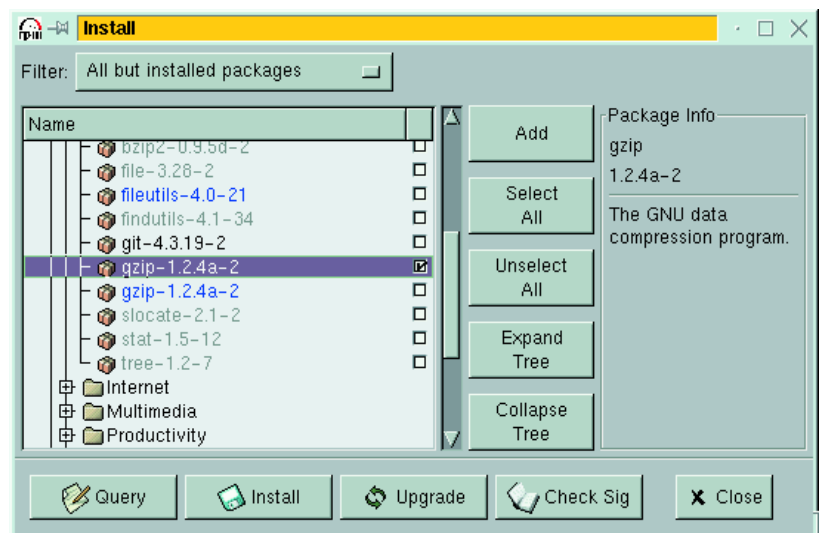 Install
Filter: All but installed packages
Name
bzip2-0.9.5d-2
file-3.28-2
fileutils-4.0-21
findutils-4.1-34
git-4.3.19-2
gzip-1.2.4a-2
gzip-1.2.4a-2
slocate-2.1-2
stat-1.5-12
tree-1.2-7
Internet
Multimedia
Productivity
Add
Select
All
Unselect
All
Expand
Tree
Collapse
Tree
Package Info
gzip
1.2.4a-2
The GNU data
compression program.
Query Install Upgrade Check Sig Close